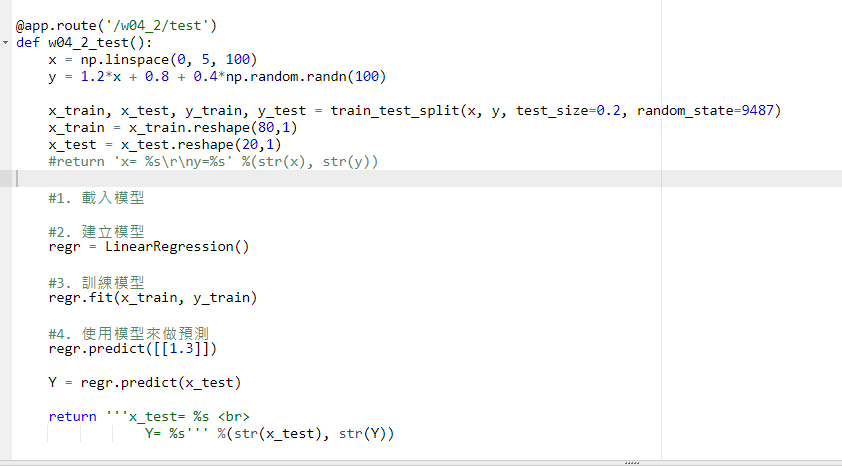 @app.route('/w04_2/test')
def w04_2_test():
    x = np.linspace(0, 5, 100)
    y = 1.2*x + 0.8 + 0.4*np.random.randn(100)
    x_train, x_test, y_train, y_test = train_test_split(x, y, test_size=0.2, random_state=9487)
    x_train = x_train.reshape(80,1)
    x_test = x_test.reshape(20,1)
    #return 'x= %s\r\ny=%s' %(str(x), str(y))
    #1. 載入模型
    #2. 建立模型
    regr = LinearRegression()
    #3. 訓練模型
    regr.fit(x_train, y_train)
    #4. 使用模型來做預測
    regr.predict([[1.3]])
    Y = regr.predict(x_test)
    return '''x_test= %s <br>
                Y= %s''' %(str(x_test), str(Y))